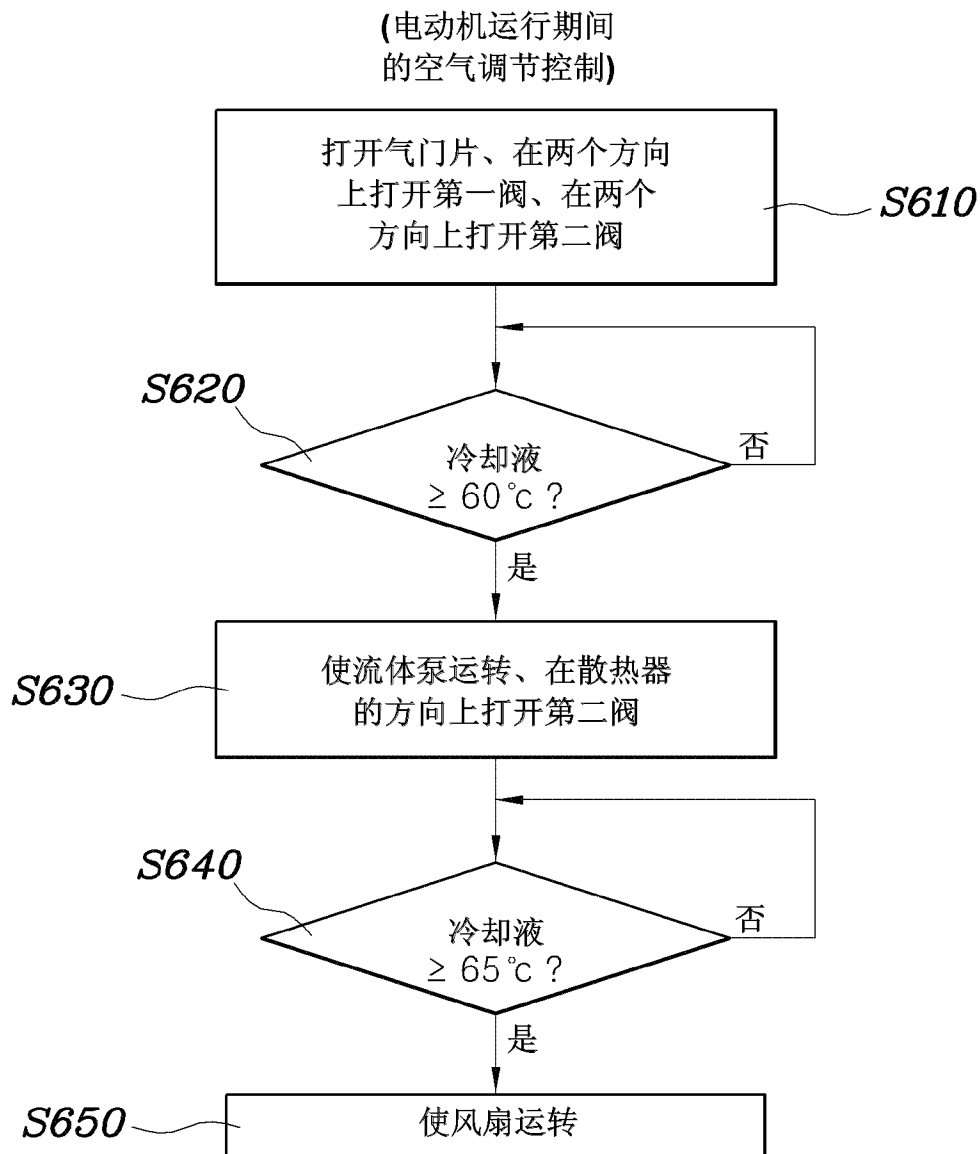 (电动机运行期间
的空气调节控制)
打开气门片、在两个方向
上打开第一阀、在两个
方向上打开第二阀
S610
S620
冷却液
≥ 60℃ ?
否
是
S630
使流体泵运转、在散热器
的方向上打开第二阀
S640
冷却液
≥ 65℃ ?
否
是
S650
使风扇运转